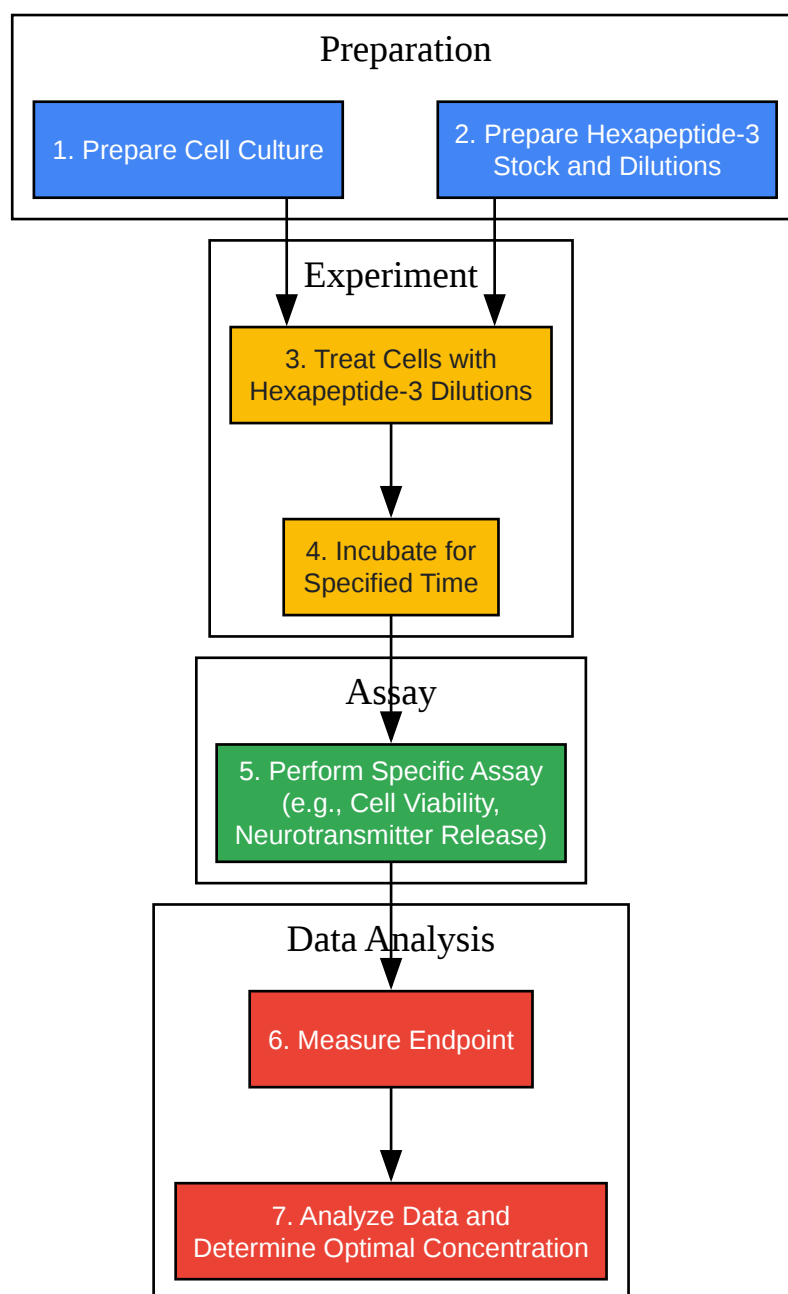 Preparation
1. Prepare Cell Culture
2. Prepare Hexapeptide-3
Stock and Dilutions
Experiment
3. Treat Cells with
Hexapeptide-3 Dilutions
4. Incubate for
Specified Time
Assay
5. Perform Specific Assay
(e.g., Cell Viability,
Neurotransmitter Release)
Data Analysis
6. Measure Endpoint
7. Analyze Data and
Determine Optimal Concentration